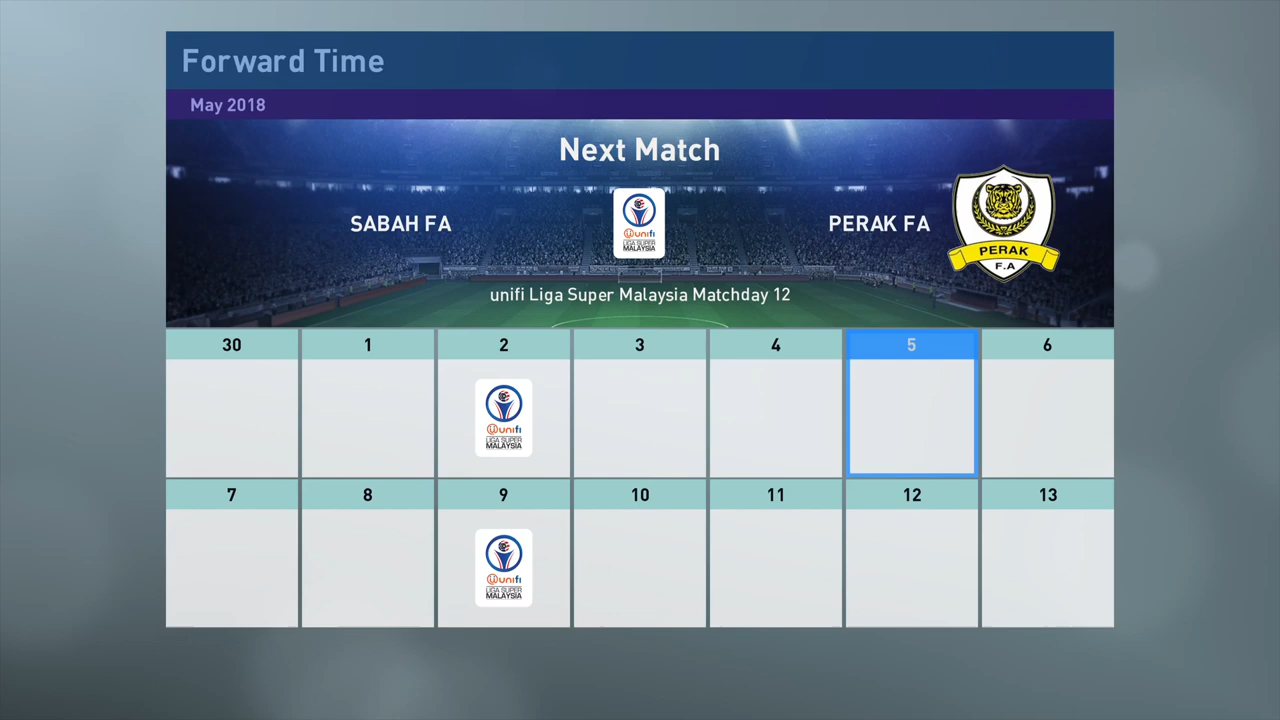 Forward Time
May 2018
Next Match
SABAH FA
unifi
LIGA SUPER
MALAYSIA
PERAK FA
PERAK
F.A
unifi Liga Super Malaysia Matchday 12
30 1 2 3 4 5 6
unifi
LIGA SUPER
MALAYSIA
7 8 9 10 11 12 13
unifi
LIGA SUPER
MALAYSIA